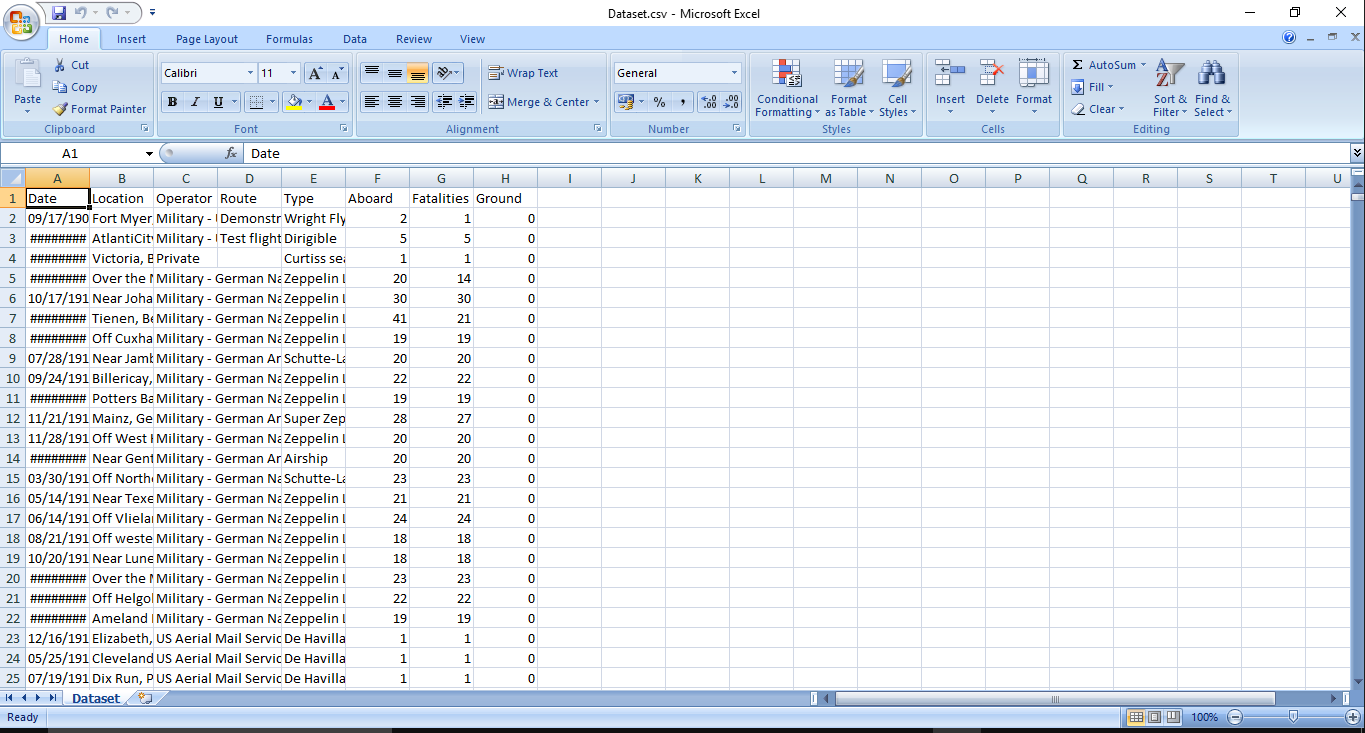 Dataset.csv - Microsoft Excel
Home Insert Page Layout Formulas Data Review View
Paste Cut Calibri 11 A A Wrap Text General Conditional Formatting Format as Table Cell Styles Insert Delete Format Σ AutoSum Sort & Filter Find & Select
Copy Fill
Format Painter B I U A Merge & Center % , .00 .0 Clear
Clipboard Font Alignment Number Styles Cells Editing
A1 fx Date
A B C D E F G H I J K L M N O P Q R S T U
1 Date Location Operator Route Type Aboard Fatalities Ground
2 09/17/190 Fort Myer, Military - U Demonstr Wright Fly 2 1 0
3 ######## AtlantiCity Military - U Test flight Dirigible 5 5 0
4 ######## Victoria, B Private Curtiss sea 1 1 0
5 ######## Over the N Military - German Na Zeppelin L 20 14 0
6 10/17/191 Near Joha Military - German Na Zeppelin L 30 30 0
7 ######## Tienen, Be Military - German Na Zeppelin L 41 21 0
8 ######## Off Cuxha Military - German Na Zeppelin L 19 19 0
9 07/28/191 Near Jamb Military - German Ar Schutte-La 20 20 0
10 09/24/191 Billericay, Military - German Na Zeppelin L 22 22 0
11 ######## Potters Ba Military - German Na Zeppelin L 19 19 0
12 11/21/191 Mainz, Ge Military - German Ar Super Zep 28 27 0
13 11/28/191 Off West H Military - German Na Zeppelin L 20 20 0
14 ######## Near Gent Military - German Ar Airship 20 20 0
15 03/30/191 Off Northe Military - German Na Schutte-La 23 23 0
16 05/14/191 Near Texe Military - German Na Zeppelin L 21 21 0
17 06/14/191 Off Vlielan Military - German Na Zeppelin L 24 24 0
18 08/21/191 Off weste Military - German Na Zeppelin L 18 18 0
19 10/20/191 Near Lune Military - German Na Zeppelin L 18 18 0
20 ######## Over the N Military - German Na Zeppelin L 23 23 0
21 ######## Off Helgol Military - German Na Zeppelin L 22 22 0
22 ######## Ameland I Military - German Na Zeppelin L 19 19 0
23 12/16/191 Elizabeth, US Aerial Mail Servic De Havilla 1 1 0
24 05/25/191 Cleveland US Aerial Mail Servic De Havilla 1 1 0
25 07/19/191 Dix Run, P US Aerial Mail Servic De Havilla 1 1 0
Dataset
Ready 100%